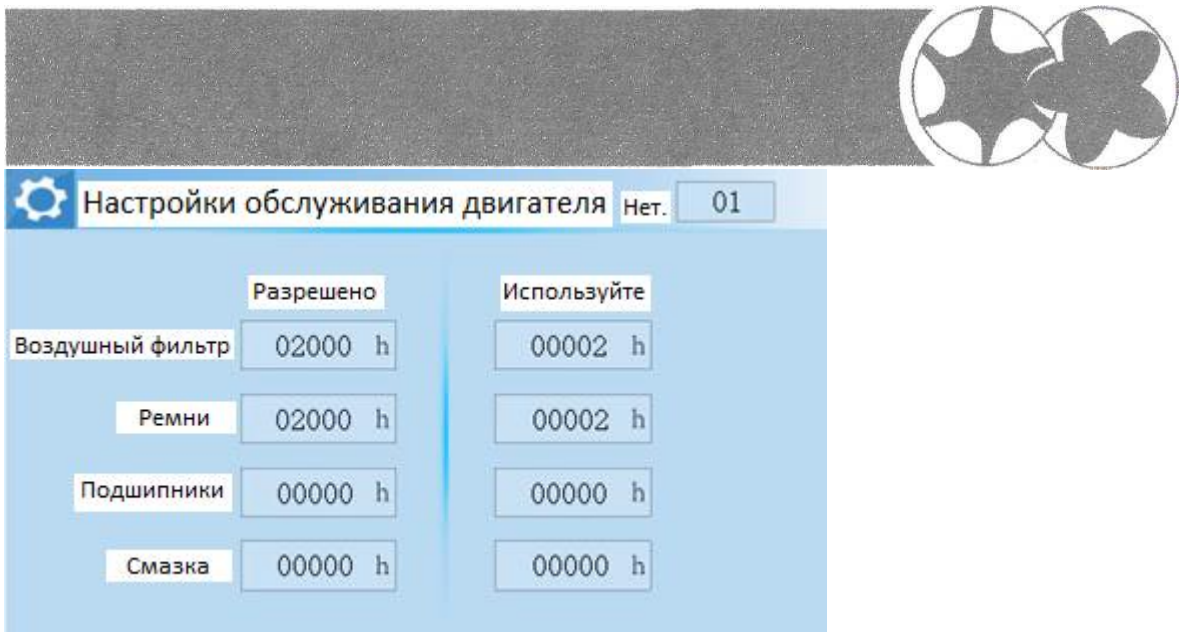 Настройки обслуживания двигателя Нет. 01
Разрешено Используйте
Воздушный фильтр 02000 h 00002 h
Ремни 02000 h 00002 h
Подшипники 00000 h 00000 h
Смазка 00000 h 00000 h